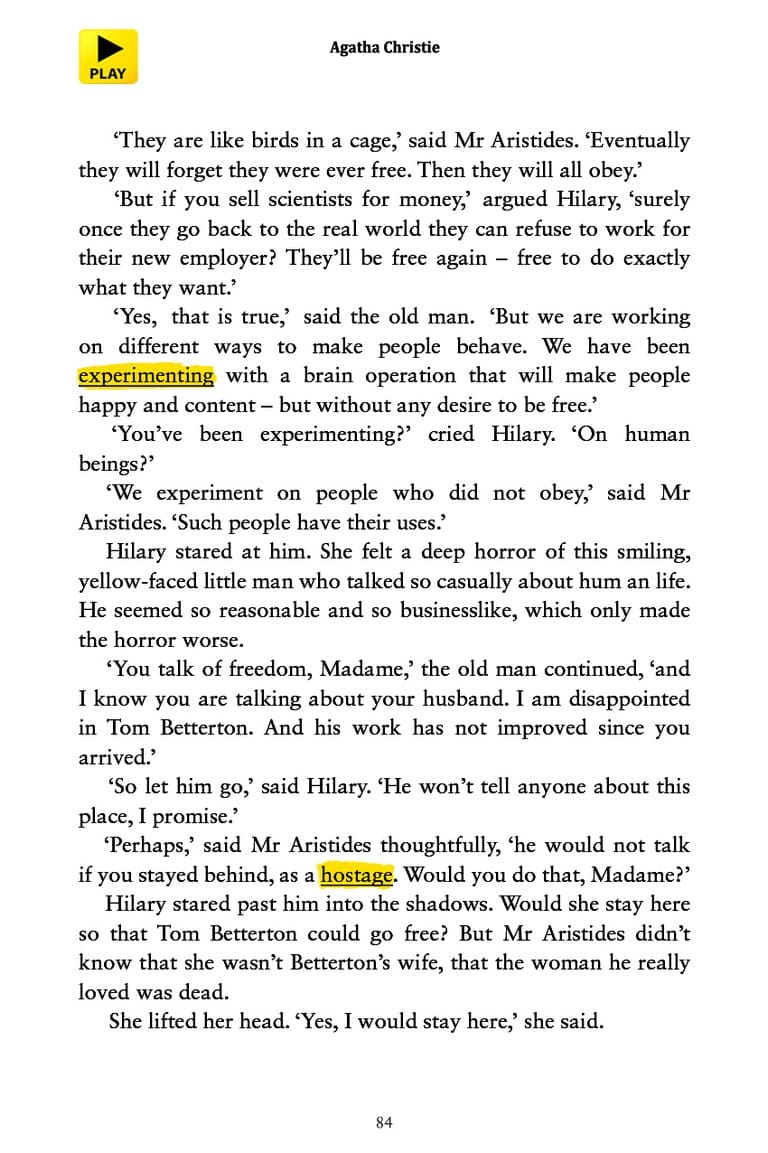 PLAY
Agatha Christie
‘They are like birds in a cage,’ said Mr Aristides. ‘Eventually
they will forget they were ever free. Then they will all obey.’
‘But if you sell scientists for money,’ argued Hilary, ‘surely
once they go back to the real world they can refuse to work for
their new employer? They’ll be free again – free to do exactly
what they want.’
‘Yes, that is true,’ said the old man. ‘But we are working
on different ways to make people behave. We have been
experimenting with a brain operation that will make people
happy and content – but without any desire to be free.’
‘You’ve been experimenting?’ cried Hilary. ‘On human
beings?’
‘We experiment on people who did not obey,’ said Mr
Aristides. ‘Such people have their uses.’
Hilary stared at him. She felt a deep horror of this smiling,
yellow-faced little man who talked so casually about hum an life.
He seemed so reasonable and so businesslike, which only made
the horror worse.
‘You talk of freedom, Madame,’ the old man continued, ‘and
I know you are talking about your husband. I am disappointed
in Tom Betterton. And his work has not improved since you
arrived.’
‘So let him go,’ said Hilary. ‘He won’t tell anyone about this
place, I promise.’
‘Perhaps,’ said Mr Aristides thoughtfully, ‘he would not talk
if you stayed behind, as a hostage. Would you do that, Madame?’
Hilary stared past him into the shadows. Would she stay here
so that Tom Betterton could go free? But Mr Aristides didn’t
know that she wasn’t Betterton’s wife, that the woman he really
loved was dead.
She lifted her head. ‘Yes, I would stay here,’ she said.
84